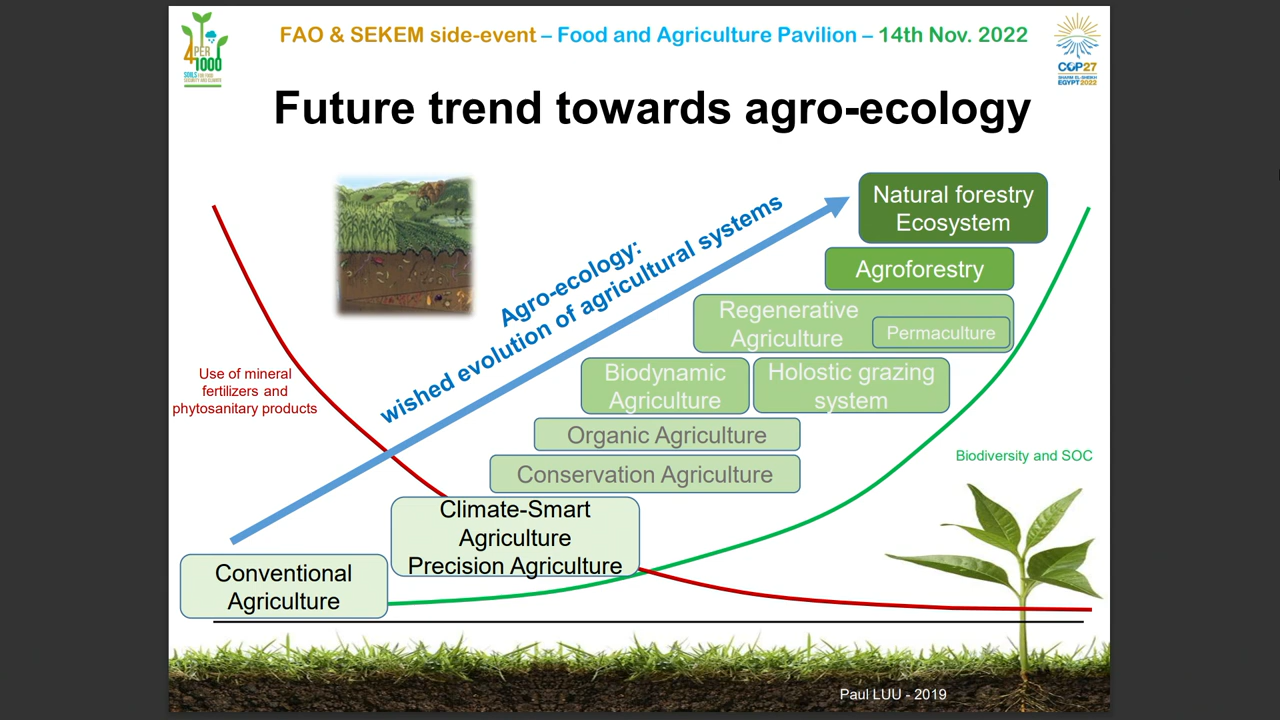 FAO & SEKEM side-event – Food and Agriculture Pavilion – 14th Nov. 2022
4 PER
1000
SOILS FOR FOOD
SECURITY AND CLIMATE
COP27
SHARM EL-SHEIKH
EGYPT 2022
Future trend towards agro-ecology
Natural forestry
Ecosystem
Agro-ecology:
wished evolution of agricultural systems
Agroforestry
Regenerative
Agriculture
Permaculture
Use of mineral
fertilizers and
phytosanitary products
Biodynamic
Agriculture
Holostic grazing
system
Organic Agriculture
Biodiversity and SOC
Conservation Agriculture
Climate-Smart
Agriculture
Precision Agriculture
Conventional
Agriculture
Paul LUU - 2019